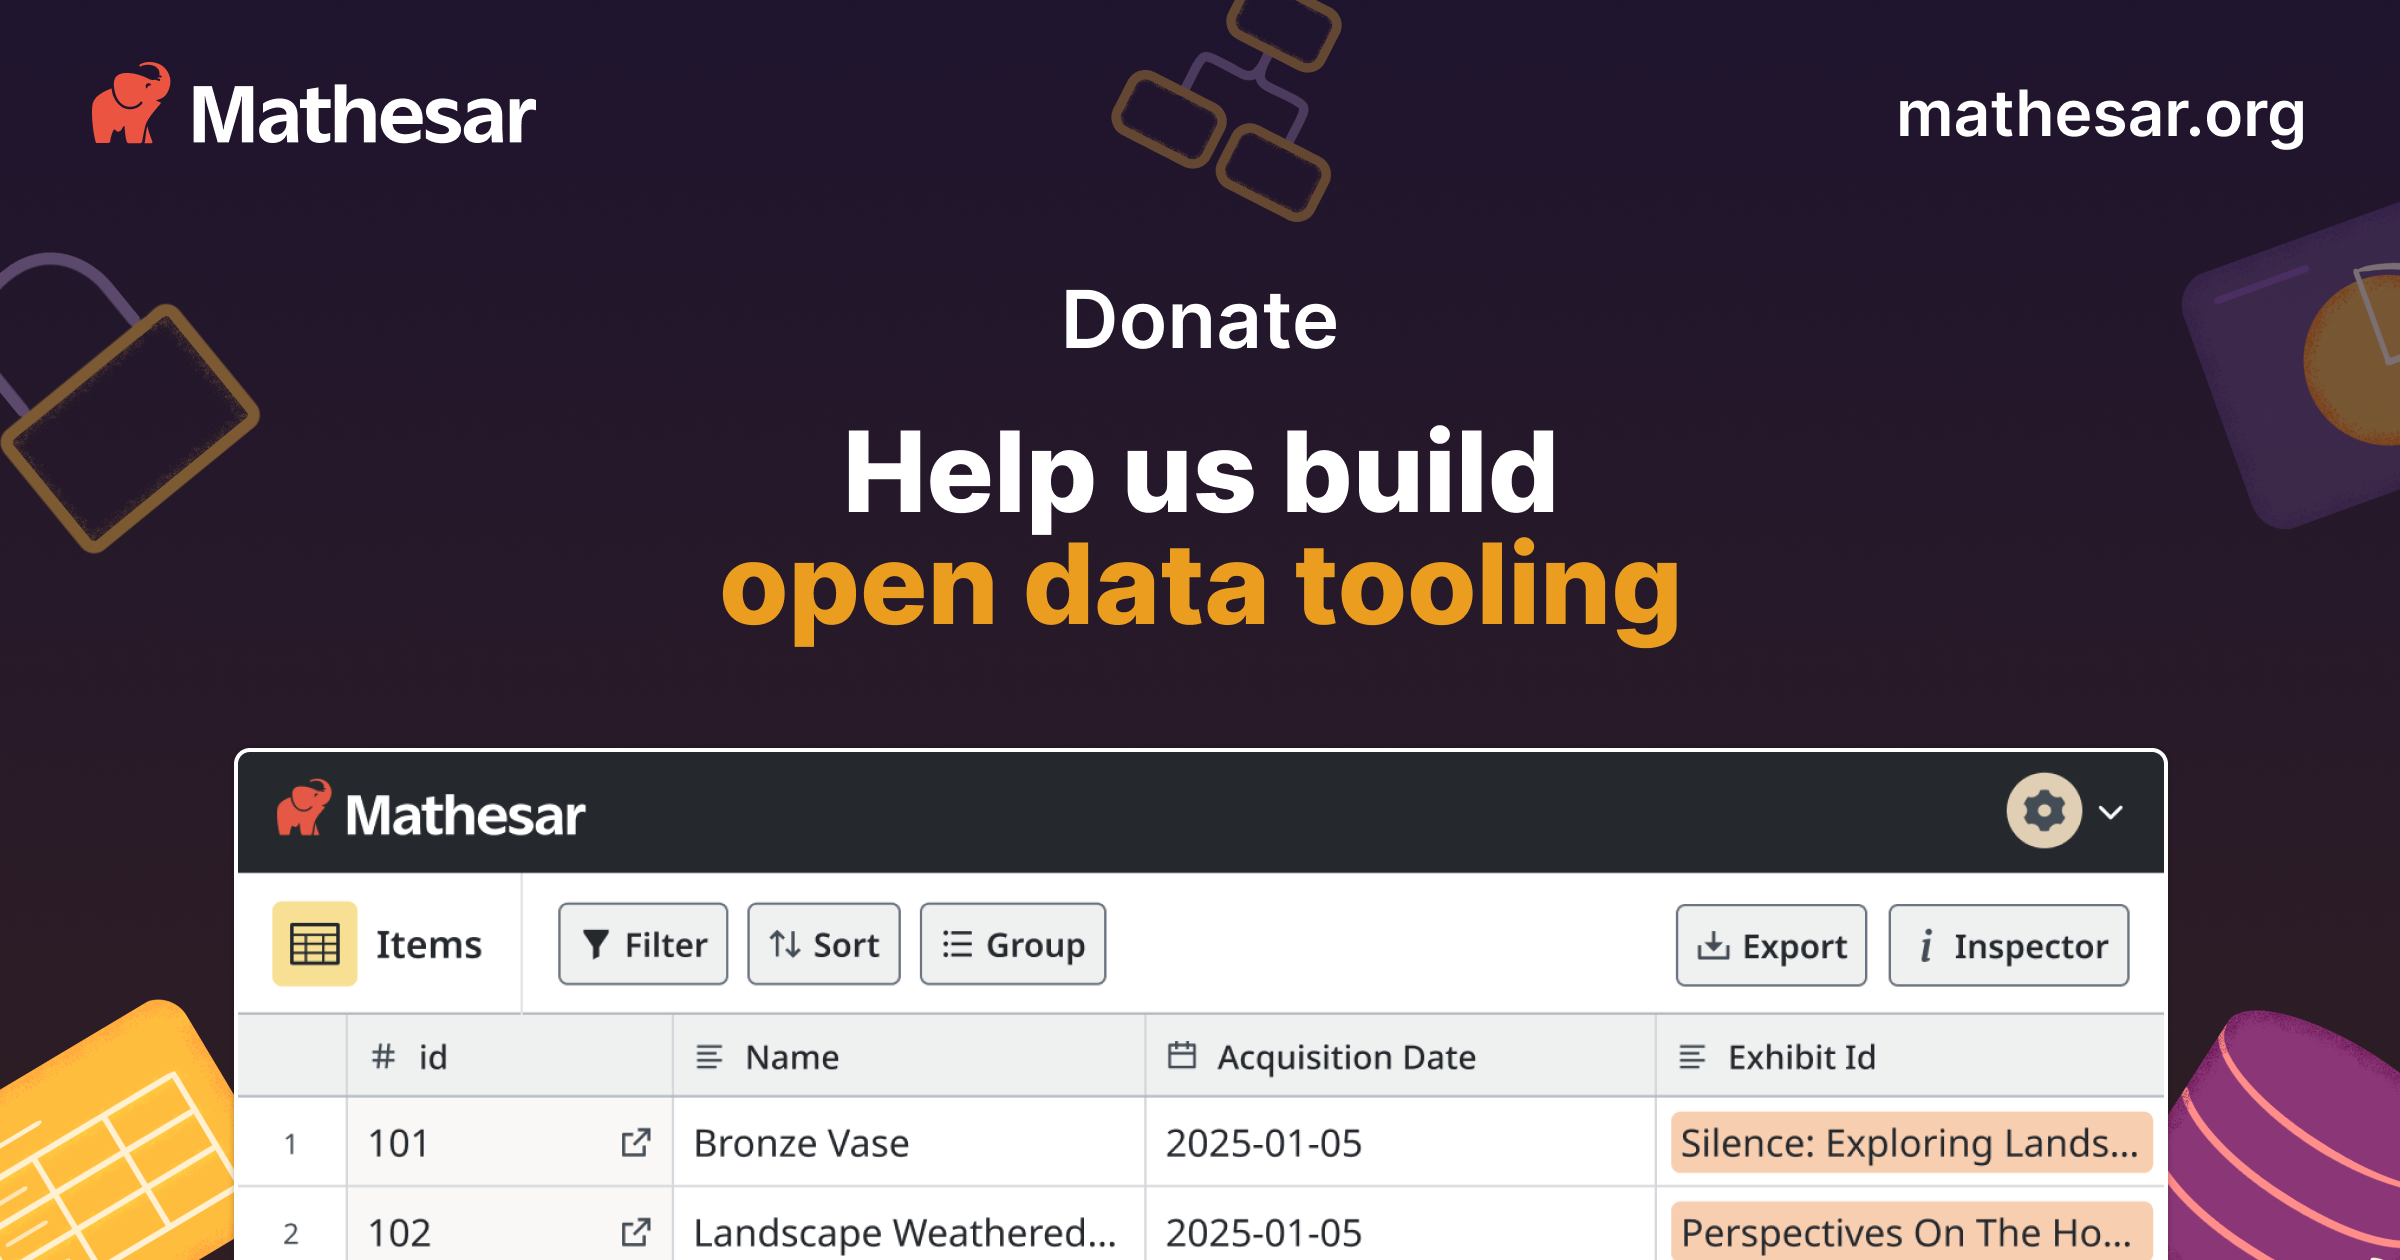 Mathesar
mathesar.org
Donate
Help us build
open data tooling
Mathesar
Items
Filter
Sort
Group
Export
Inspector
# id
Name
Acquisition Date
Exhibit Id
1 101 Bronze Vase 2025-01-05 Silence: Exploring Lands...
2 102 Landscape Weathered... 2025-01-05 Perspectives On The Ho...